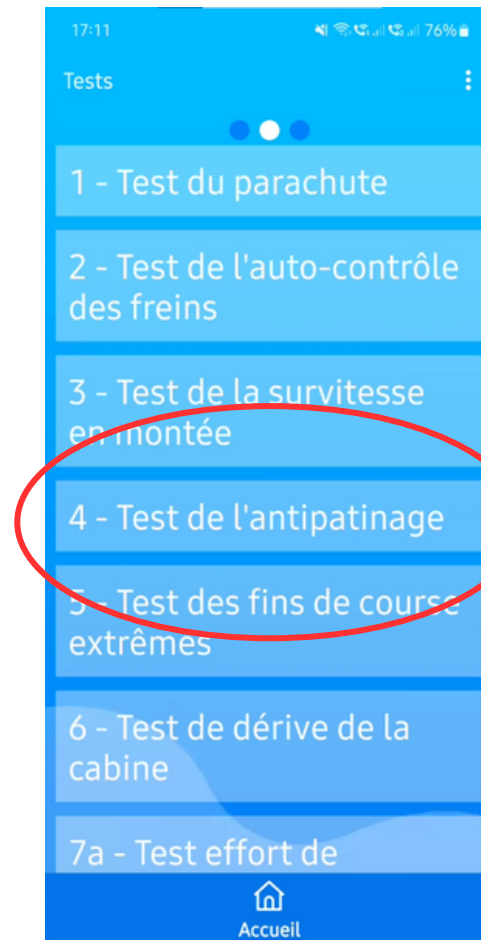 17:11
76%
Tests
1 - Test du parachute
2 - Test de l'auto-contrôle
des freins
3 - Test de la survitesse
en montée
4 - Test de l'antipatinage
5 - Test des fins de course
extrêmes
6 - Test de dérive de la
cabine
7a - Test effort de
Accueil